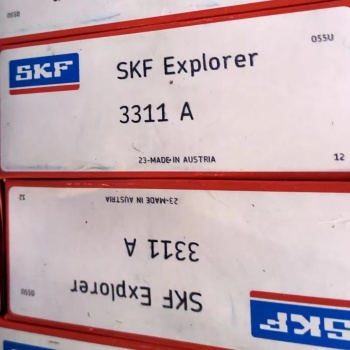 055U
SKF
SKF Explorer
055U
3311 A
23-MADE IN AUSTRIA
12
12
23-MADE IN AUSTRIA
3311 A
055U
SKF Explorer
SKF